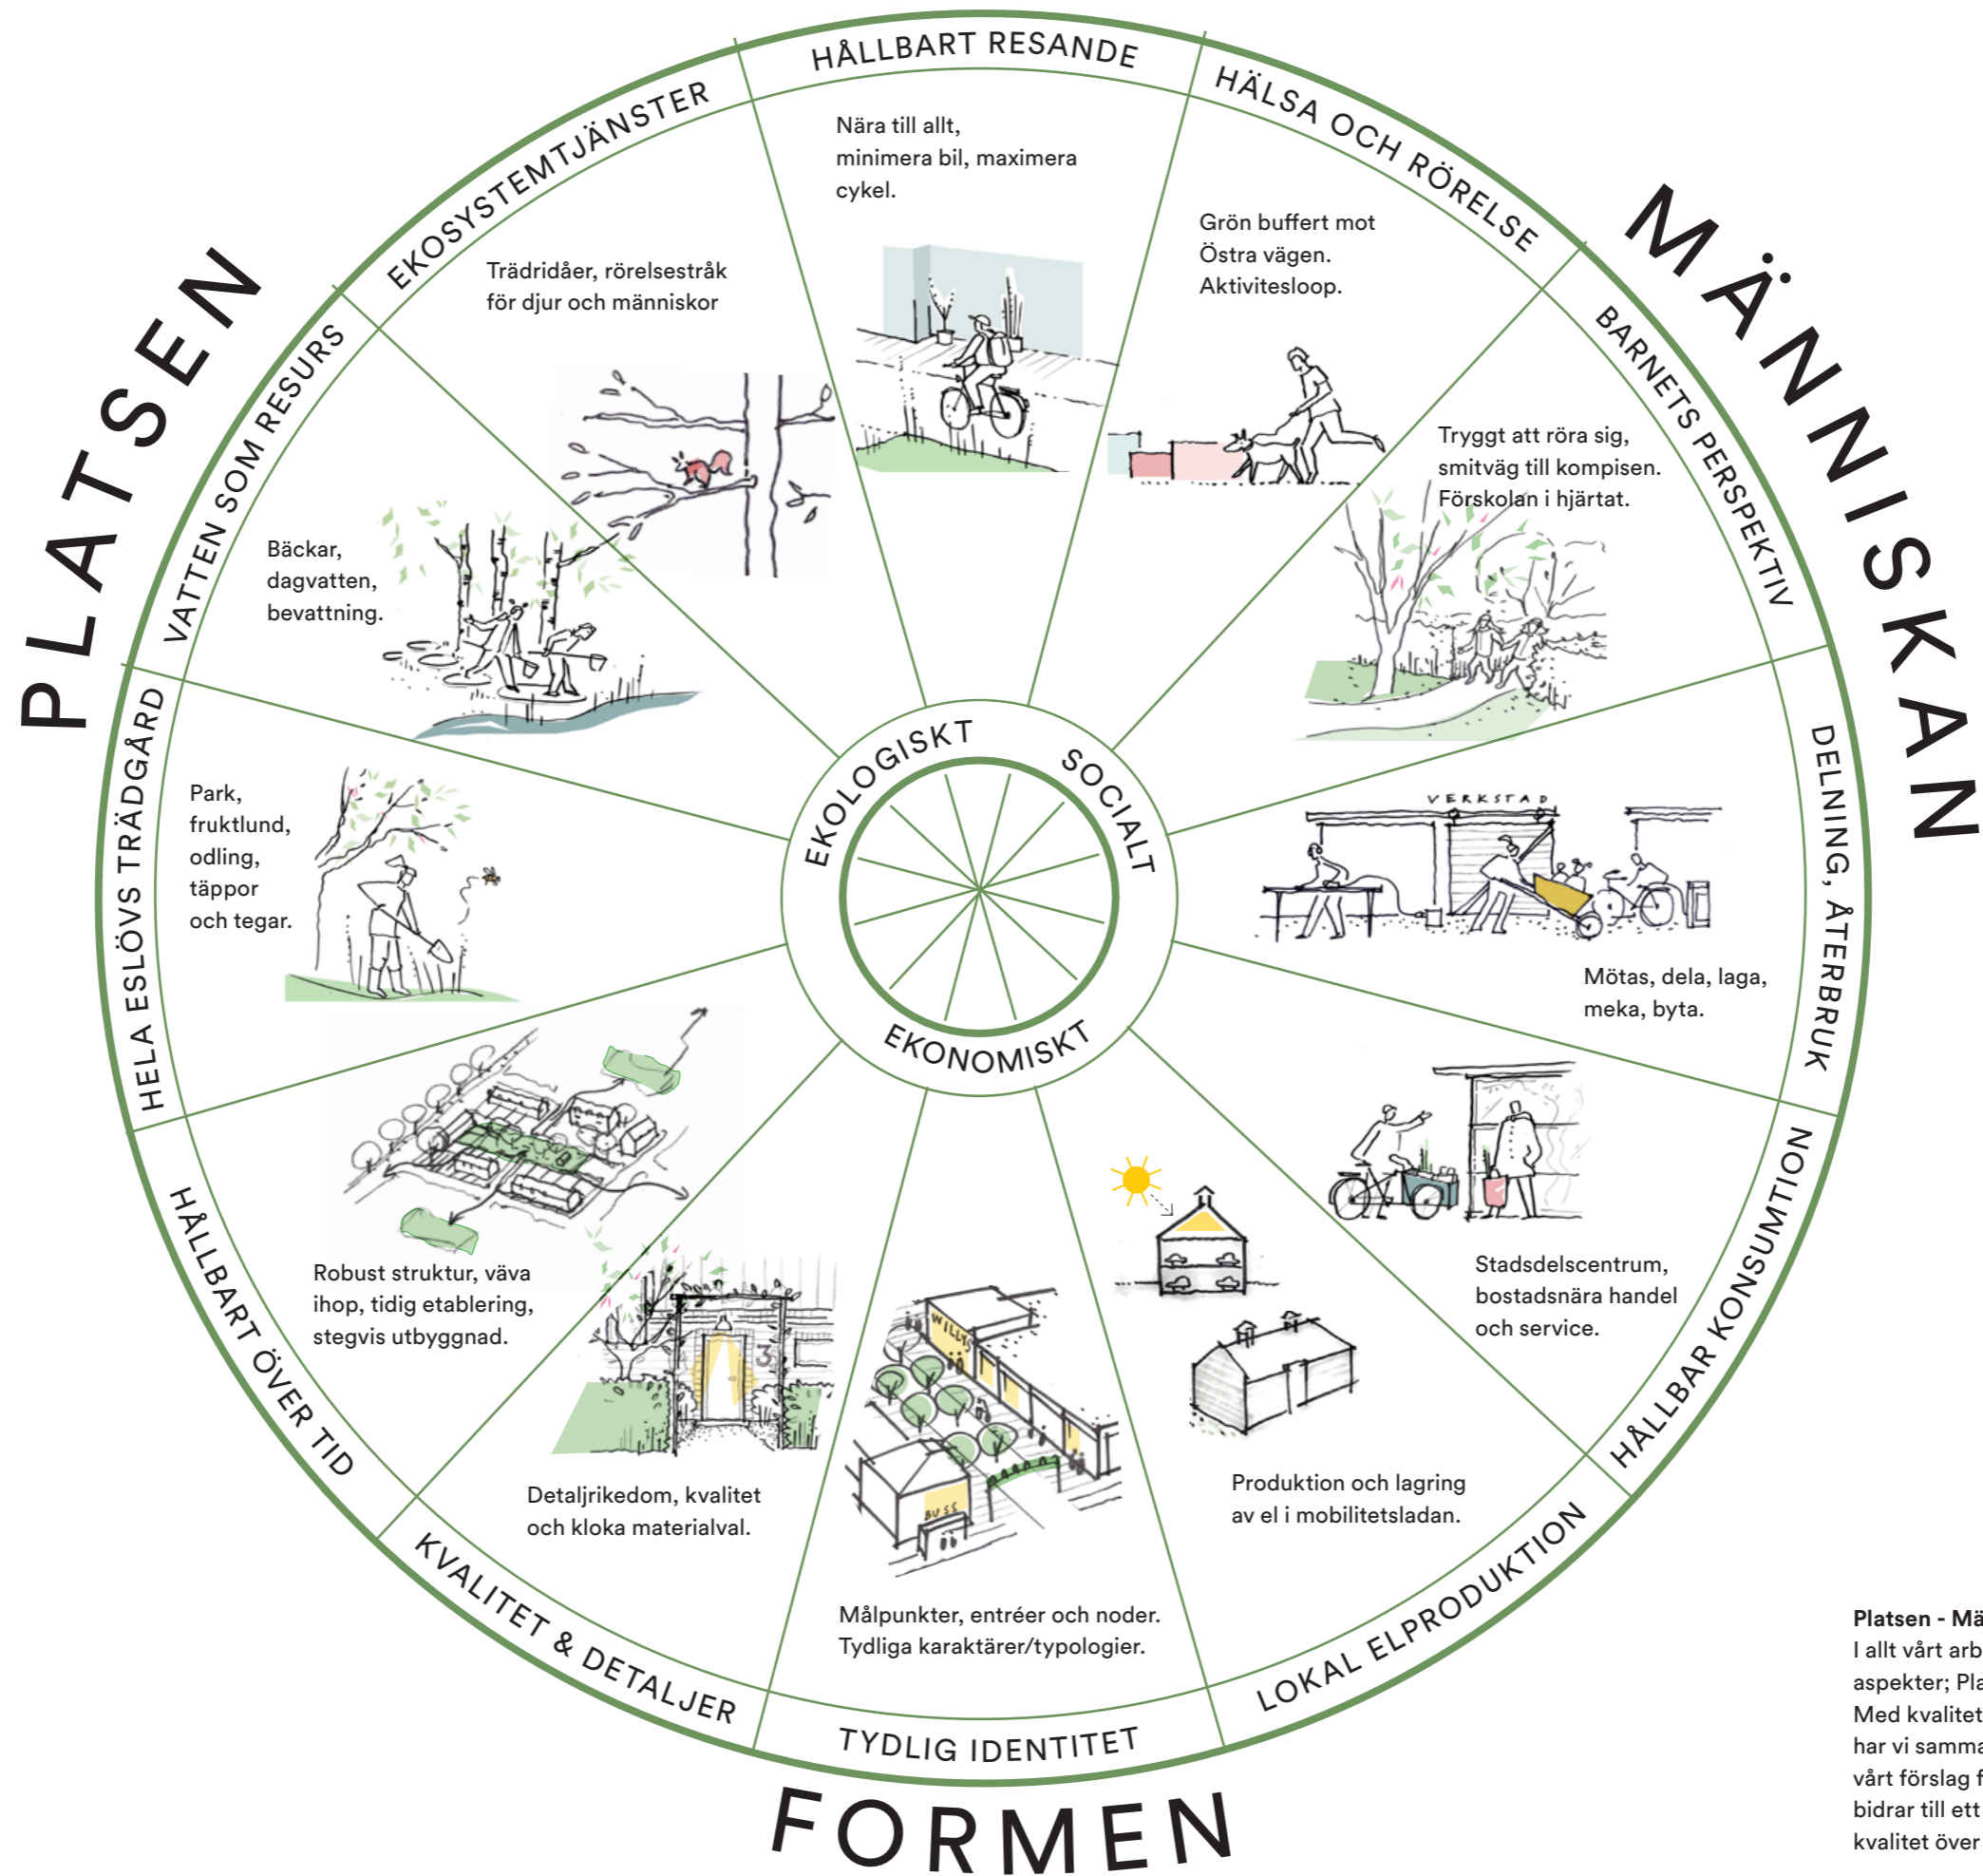 PLATSEN
MÄNNISKAN
FORMEN
HÅLLBART RESANDE
Nära till allt,
minimera bil, maximera
cykel.
HÄLSA OCH RÖRELSE
Grön buffert mot
Östra vägen.
Aktivitesloop.
BARNETS PERSPEKTIV
Tryggt att röra sig,
smitväg till kompisen.
Förskolan i hjärtat.
DELNING, ÅTERBRUK
VERKSTAD
Mötas, dela, laga,
meka, byta.
HÅLLBAR KONSUMTION
Stadsdelscentrum,
bostadsnära handel
och service.
LOKAL ELPRODUKTION
Produktion och lagring
av el i mobilitetsladan.
TYDLIG IDENTITET
WILLYS
BUSS
Målpunkter, entréer och noder.
Tydliga karaktärer/typologier.
KVALITET & DETALJER
3
Detaljrikedom, kvalitet
och kloka materialval.
HÅLLBART ÖVER TID
Robust struktur, väva
ihop, tidig etablering,
stegvis utbyggnad.
HELA ESLÖVS TRÄDGÅRD
Park,
fruktlund,
odling,
täppor
och tegar.
VATTEN SOM RESURS
Bäckar,
dagvatten,
bevattning.
EKOSYSTEMTJÄNSTER
Trädridåer, rörelsestråk
för djur och människor
EKOLOGISKT
SOCIALT
EKONOMISKT
Platsen - Mä
I allt vårt arb
aspekter; Pla
Med kvalitet
har vi samma
vårt förslag f
bidrar till ett
kvalitet över